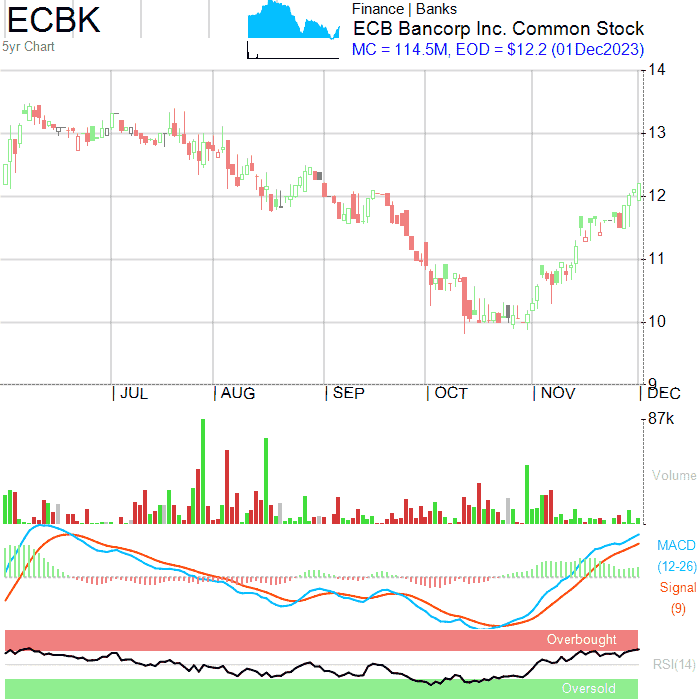 ECBK
5yr Chart
Finance | Banks
ECB Bancorp Inc. Common Stock
MC = 114.5M, EOD = $12.2 (01Dec2023)
14
13
12
11
10
9
| JUL | AUG | SEP | OCT | NOV | DEC
87k
Volume
MACD
(12-26)
Signal
(9)
Overbought
RSI(14)
Oversold